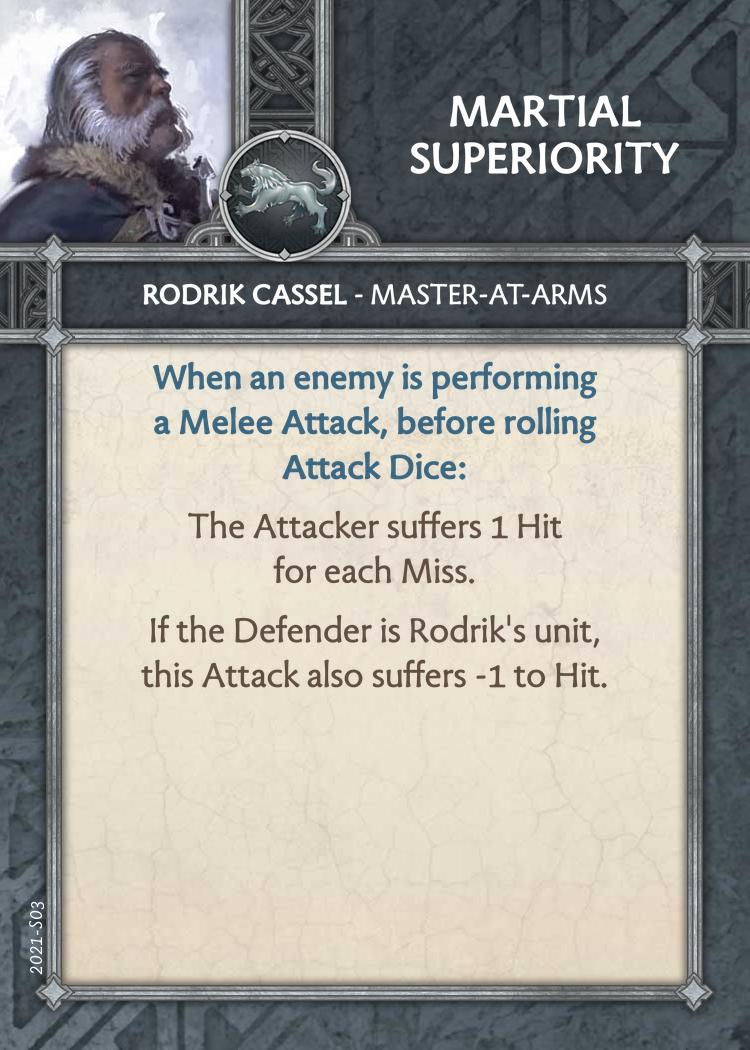 MARTIAL
SUPERIORITY
RODRIK CASSEL - MASTER-AT-ARMS
When an enemy is performing
a Melee Attack, before rolling
Attack Dice:
The Attacker suffers 1 Hit
for each Miss.
If the Defender is Rodrik's unit,
this Attack also suffers -1 to Hit.
2021-S03